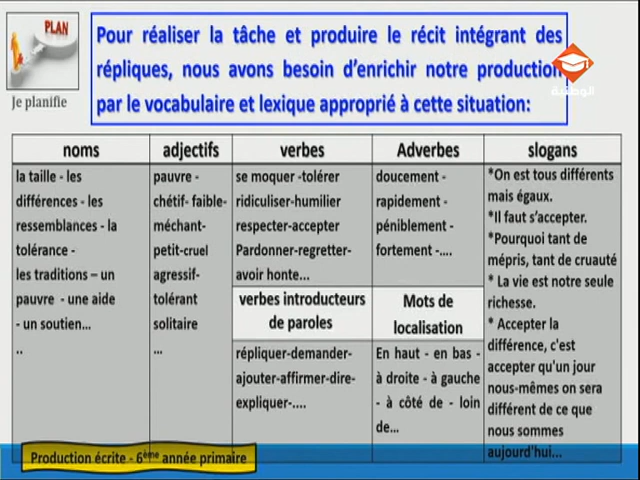 PLAN
Je planifie
Pour réaliser la tâche et produire le récit intégrant des
répliques, nous avons besoin d'enrichir notre production
par le vocabulaire et lexique approprié à cette situation:
الوطنية
noms
la taille - les
différences - les
ressemblances - la
tolérance -
les traditions – un
pauvre - une aide
- un soutien...
..
adjectifs
pauvre -
chétif- faible-
méchant-
petit-cruel
agressif-
tolérant
solitaire
...
verbes
se moquer -tolérer
ridiculiser-humilier
respecter-accepter
Pardonner-regretter-
avoir honte...
verbes introducteurs
de paroles
répliquer-demander-
ajouter-affirmer-dire-
expliquer-....
Adverbes
doucement -
rapidement -
péniblement -
fortement -....
Mots de
localisation
En haut - en bas -
à droite - à gauche
- à côté de - loin
de...
slogans
*On est tous différents
mais égaux.
*Il faut s'accepter.
*Pourquoi tant de
mépris, tant de cruauté
* La vie est notre seule
richesse.
* Accepter la
différence, c'est
accepter qu'un jour
nous-mêmes on sera
différent de ce que
nous sommes
aujourd'hui...
Production écrite - 6ème année primaire